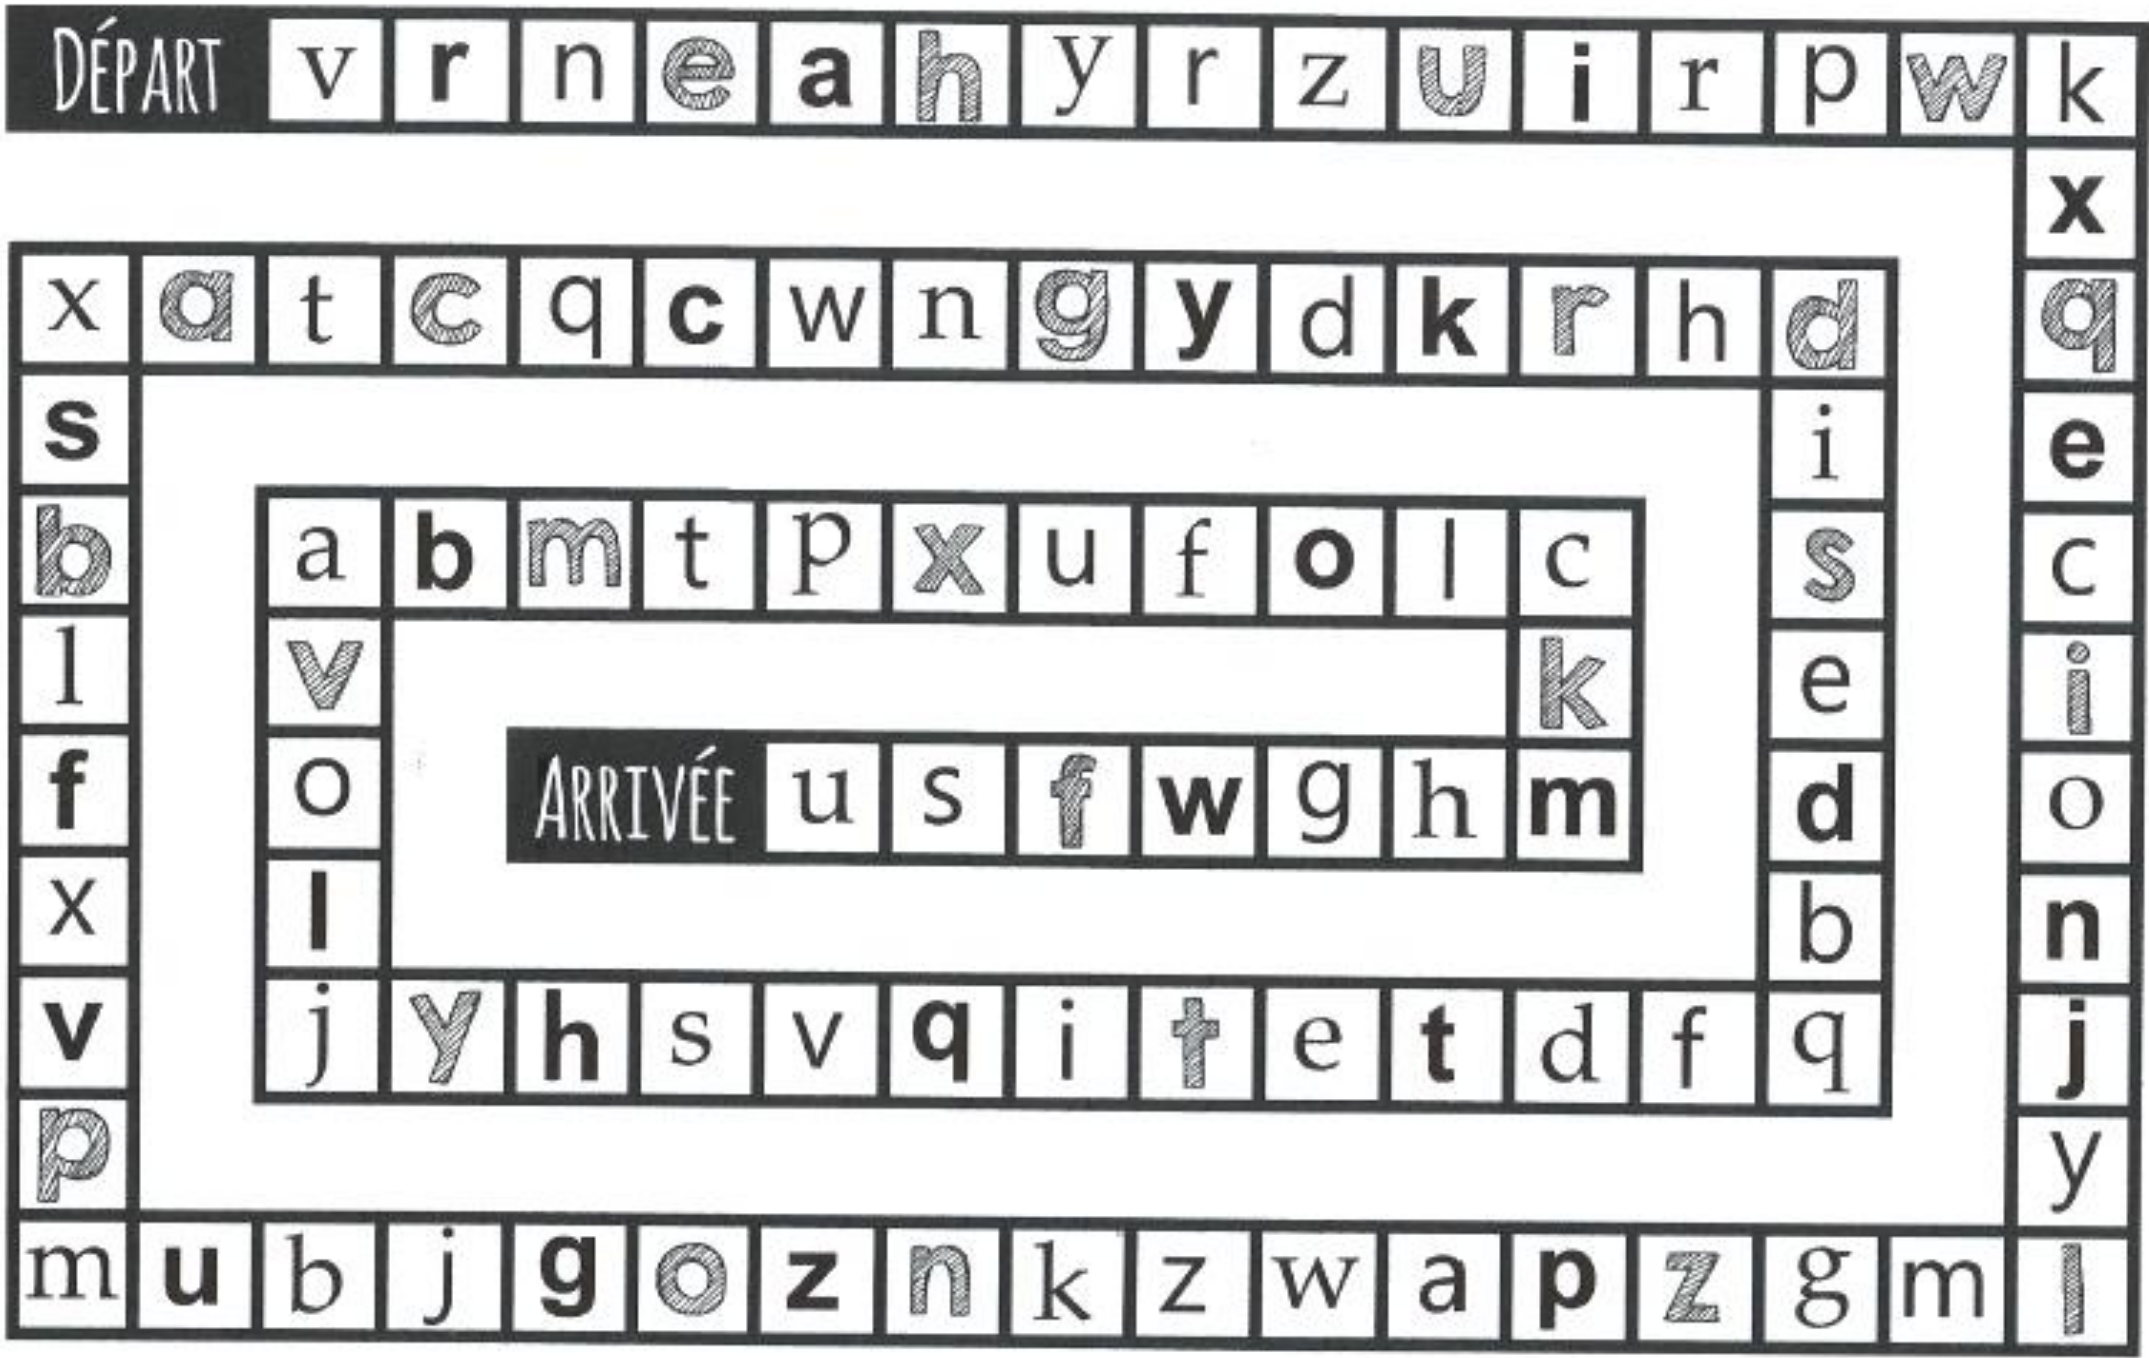 DÉPART v r n e a h y r z u i r p w k
x
x a t c q c w n g y d k r h d q
s i e
b a b m t p x u f o l c s c
l v k e i
f o ARRIVÉE u s f w g h m d o
x l b n
v j y h s v q i t e t d f q j
p y
m u b j g o z n k z w a p z g m l